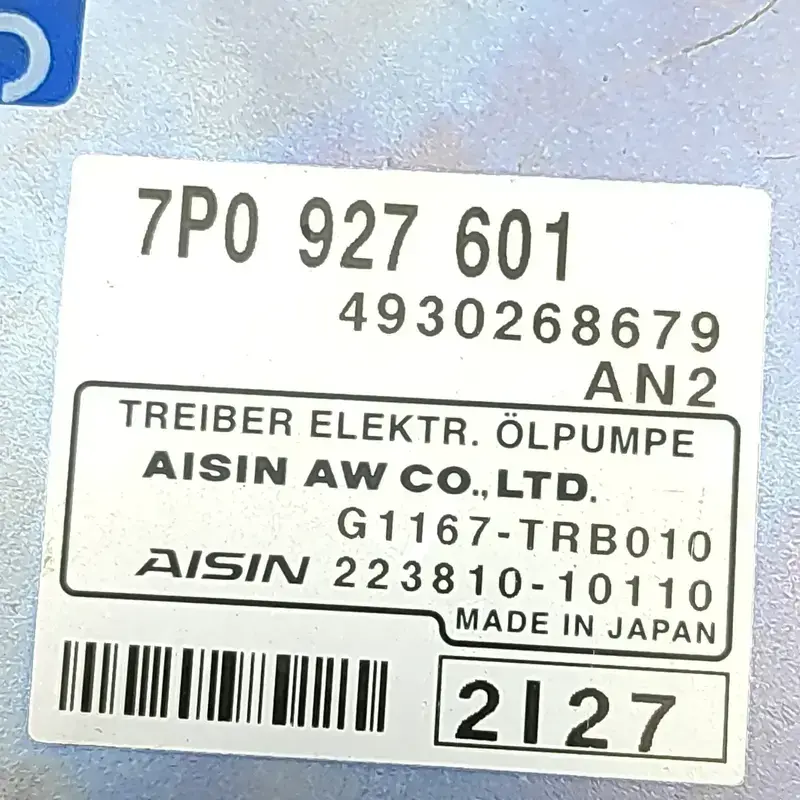 7P0 927 601
4930268679
AN2
TREIBER ELEKTR. ÖLPUMPE
AISIN AW CO.,LTD.
G1167-TRB010
AISIN 223810-10110
MADE IN JAPAN
2I27